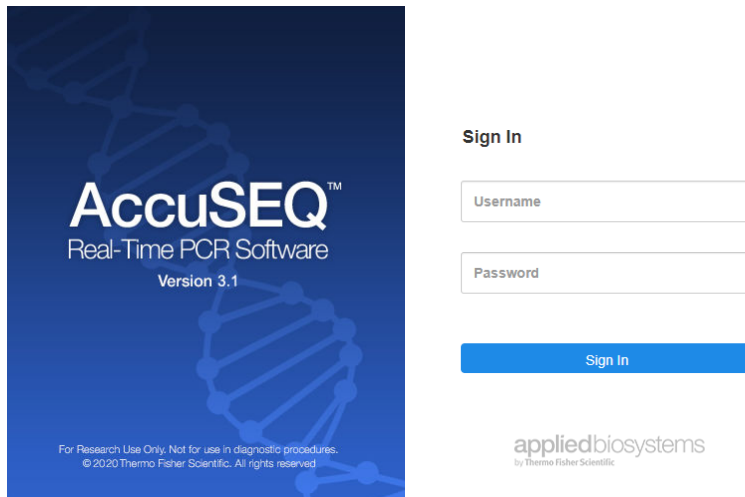 AccuSEQ™
Real-Time PCR Software
Version 3.1
For Research Use Only. Not for use in diagnostic procedures.
© 2020 Thermo Fisher Scientific. All rights reserved
Sign In
Username
Password
Sign In
appliedbiosystems
by Thermo Fisher Scientific